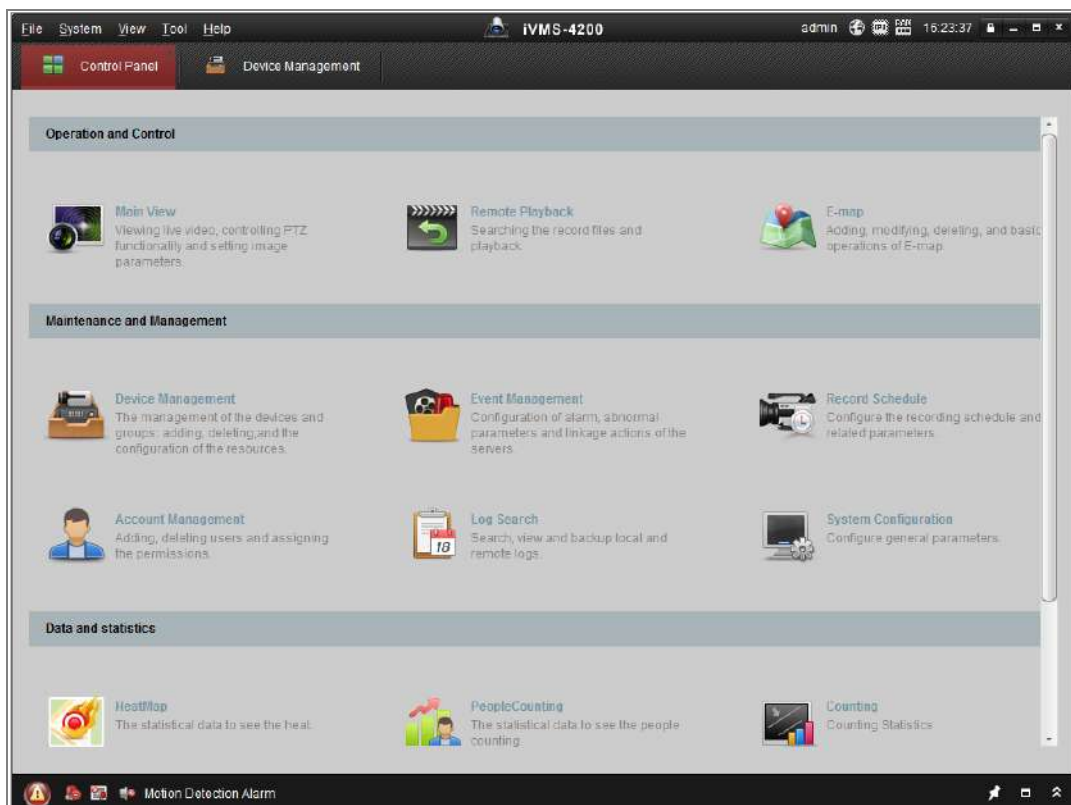 File System View Tool Help iVMS-4200 admin 16:23:37
Control Panel Device Management
Operation and Control
Main View
Viewing live video, controlling PTZ
functionality and setting image
parameters.
Remote Playback
Searching the record files and
playback.
E-map
Adding, modifying, dereling, and basic
operations of E-map.
Maintenance and Management
Device Management
The management of the devices and
groups: adding, deleting,and the
configuration of the resources.
Event Management
Configuration of alarm, abnormal
parameters and linkage actions of the
servers.
Record Schedule
Configure the recording schedule and
related parameters.
Account Management
Adding, deleting users and assigning
the permissions.
18
Log Search
Search, view and backup local and
remote logs.
System Configuration
Configure general parameters.
Data and statistics
HeatMap
The statistical data to see the heat.
PeopleCounting
The statistical data to see the people
counting.
Counting
Counting Statistics
Motion Detection Alarm